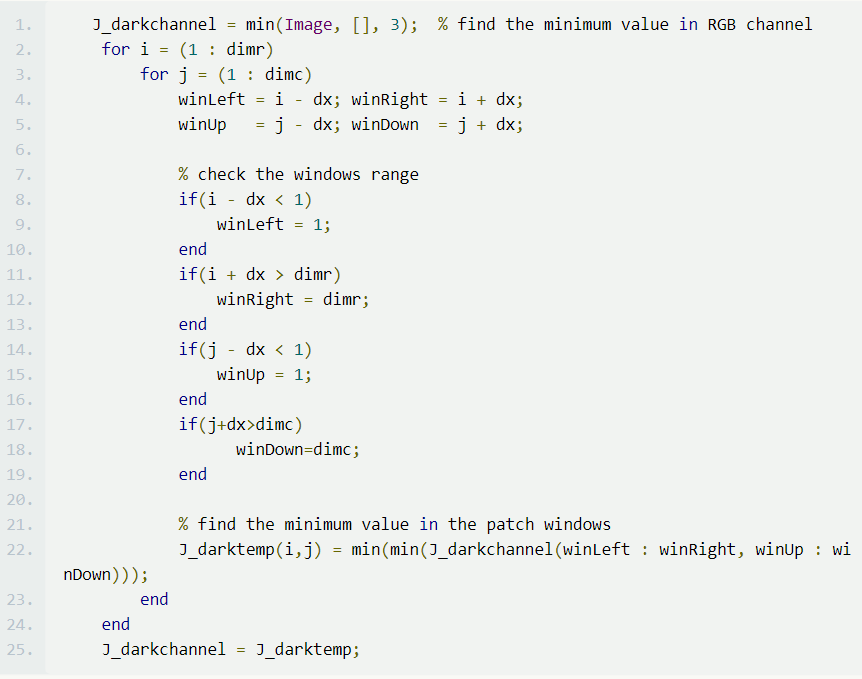 1.     J_darkchannel = min(Image, [], 3);  % find the minimum value in RGB channel
2.      for i = (1 : dimr)
3.          for j = (1 : dimc)
4.              winLeft = i - dx; winRight = i + dx;
5.              winUp   = j - dx; winDown  = j + dx;
6.
7.              % check the windows range
8.              if(i - dx < 1)
9.                  winLeft = 1;
10.             end
11.             if(i + dx > dimr)
12.                 winRight = dimr;
13.             end
14.             if(j - dx < 1)
15.                 winUp = 1;
16.             end
17.             if(j+dx>dimc)
18.                   winDown=dimc;
19.             end
20.
21.             % find the minimum value in the patch windows
22.             J_darktemp(i,j) = min(min(J_darkchannel(winLeft : winRight, winUp : wi
nDown)));
23.         end
24.     end
25.     J_darkchannel = J_darktemp;